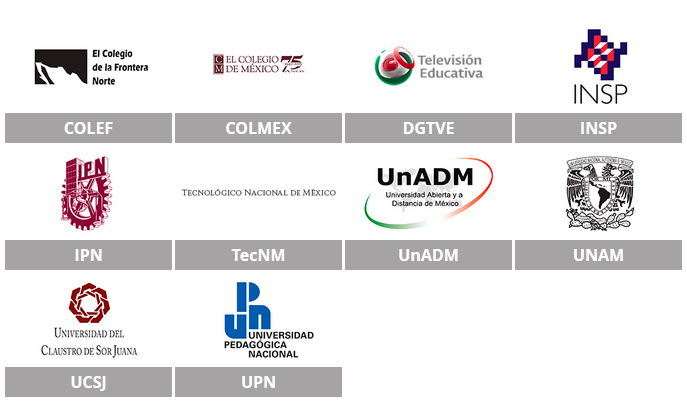 El Colegio
de la Frontera
Norte
EL COLEGIO
DE MÉXICO
75
Televisión
Educativa
INSP
COLEF
COLMEX
DGTVE
INSP
IPN
TECNOLÓGICO NACIONAL DE MÉXICO
UnADM
Universidad Abierta y a
Distancia de México
IPN
TecNM
UnADM
UNAM
UNIVERSIDAD DEL
CLAUSTRO DE SOR JUANA
UPN
UNIVERSIDAD
PEDAGÓGICA
NACIONAL
UCSJ
UPN